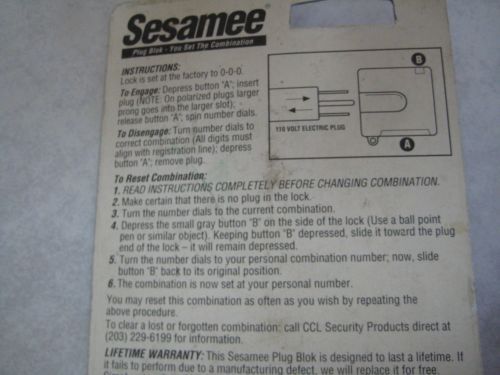 Sesamee®
Plug Blok - You Set The Combination
INSTRUCTIONS:
Lock is set at the factory to 0-0-0.
To Engage: Depress button "A"; insert
plug (NOTE: On polarized plugs larger
prong goes into the larger slot);
release button "A"; spin number dials.
To Disengage: Turn number dials to
correct combination (All digits must
align with registration line); depress
button "A"; remove plug.
B
110 VOLT ELECTRIC PLUG
A
To Reset Combination:
1. READ INSTRUCTIONS COMPLETELY BEFORE CHANGING COMBINATION.
2. Make certain that there is no plug in the lock.
3. Turn the number dials to the current combination.
4. Depress the small gray button "B" on the side of the lock (Use a ball point
pen or similar object). Keeping button "B" depressed, slide it toward the plug
end of the lock – it will remain depressed.
5. Turn the number dials to your personal combination number; now, slide
button "B" back to its original position.
6. The combination is now set at your personal number.
You may reset this combination as often as you wish by repeating the
above procedure.
To clear a lost or forgotten combination: call CCL Security Products direct at
(203) 229-6199 for information.
LIFETIME WARRANTY: This Sesamee Plug Blok is designed to last a lifetime. If
it fails to perform due to a manufacturing defect, we will replace it for free.